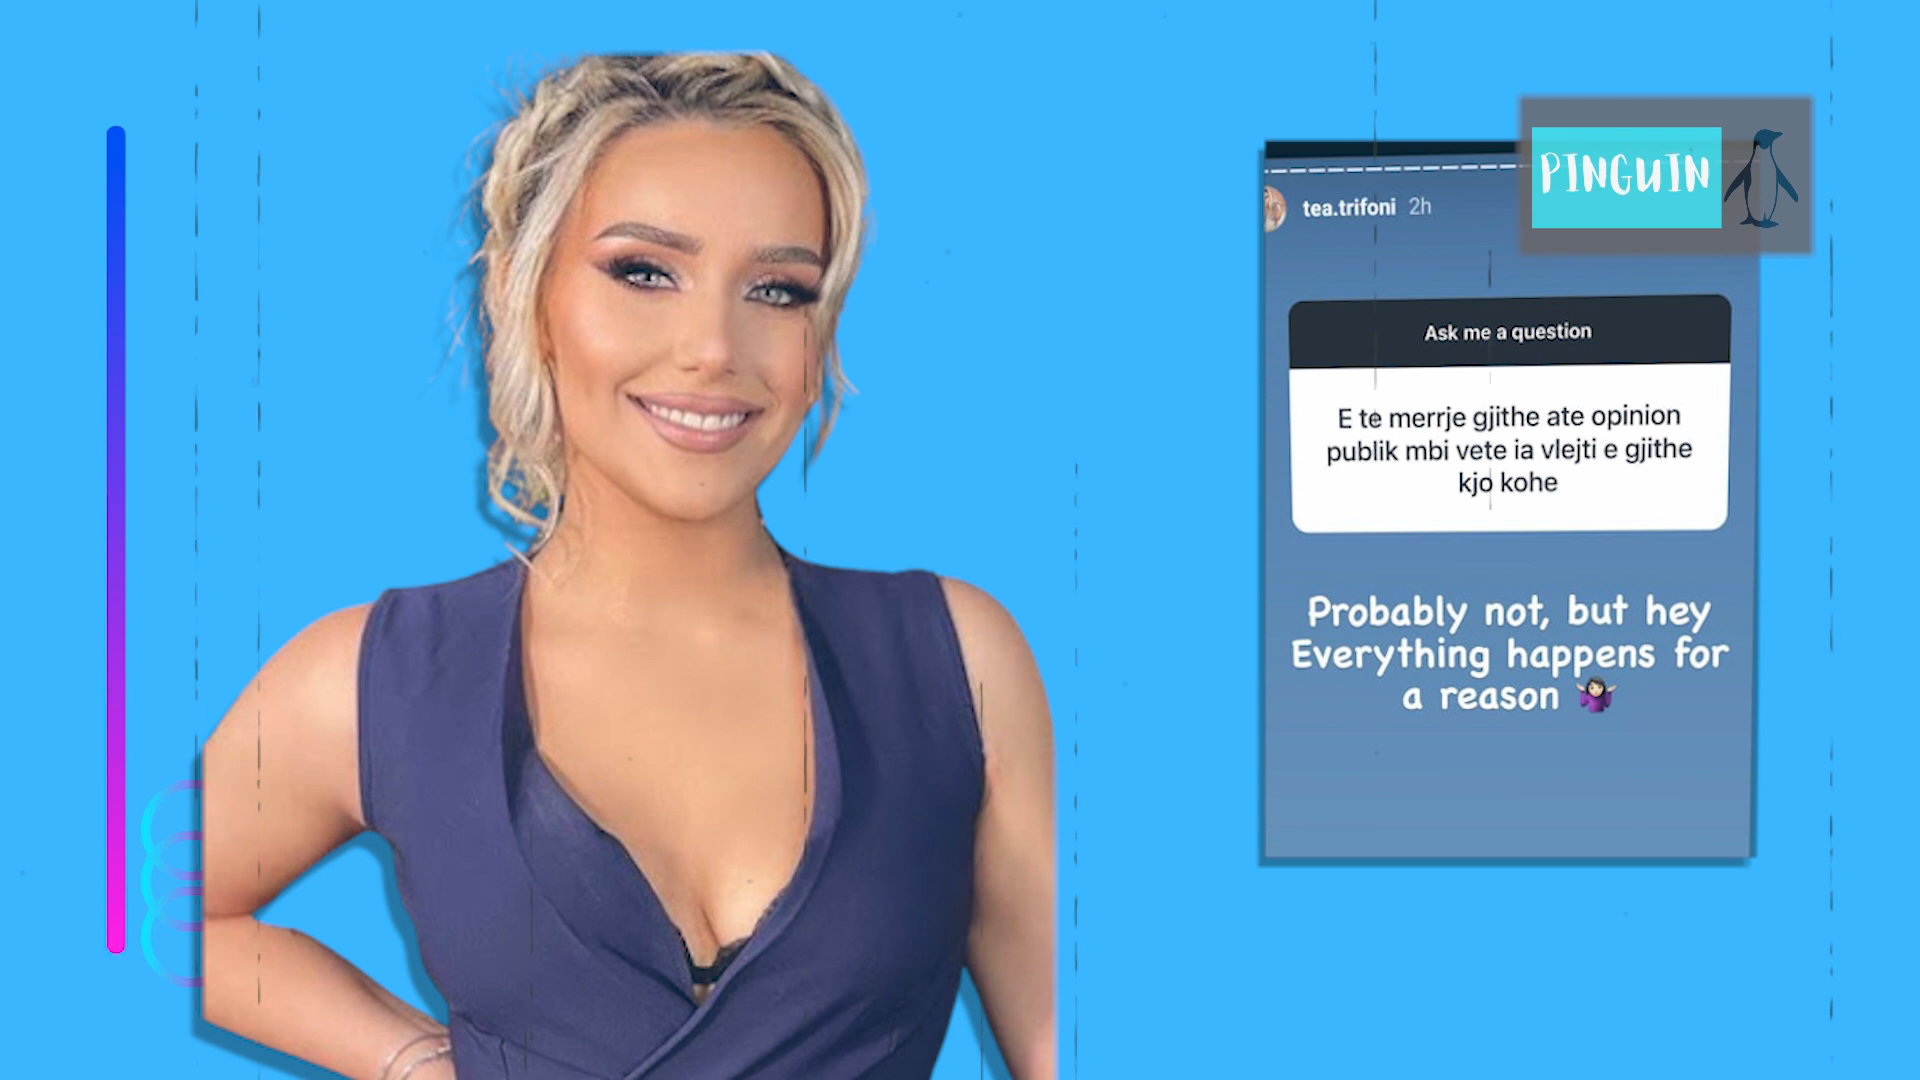 PINGUIN
tea.trifoni 2h
Ask me a question
E te merrje gjithe ate opinion
publik mbi vete ia vlejti e gjithe
kjo kohe
Probably not, but hey
Everything happens for
a reason 🤷🏻‍♀️